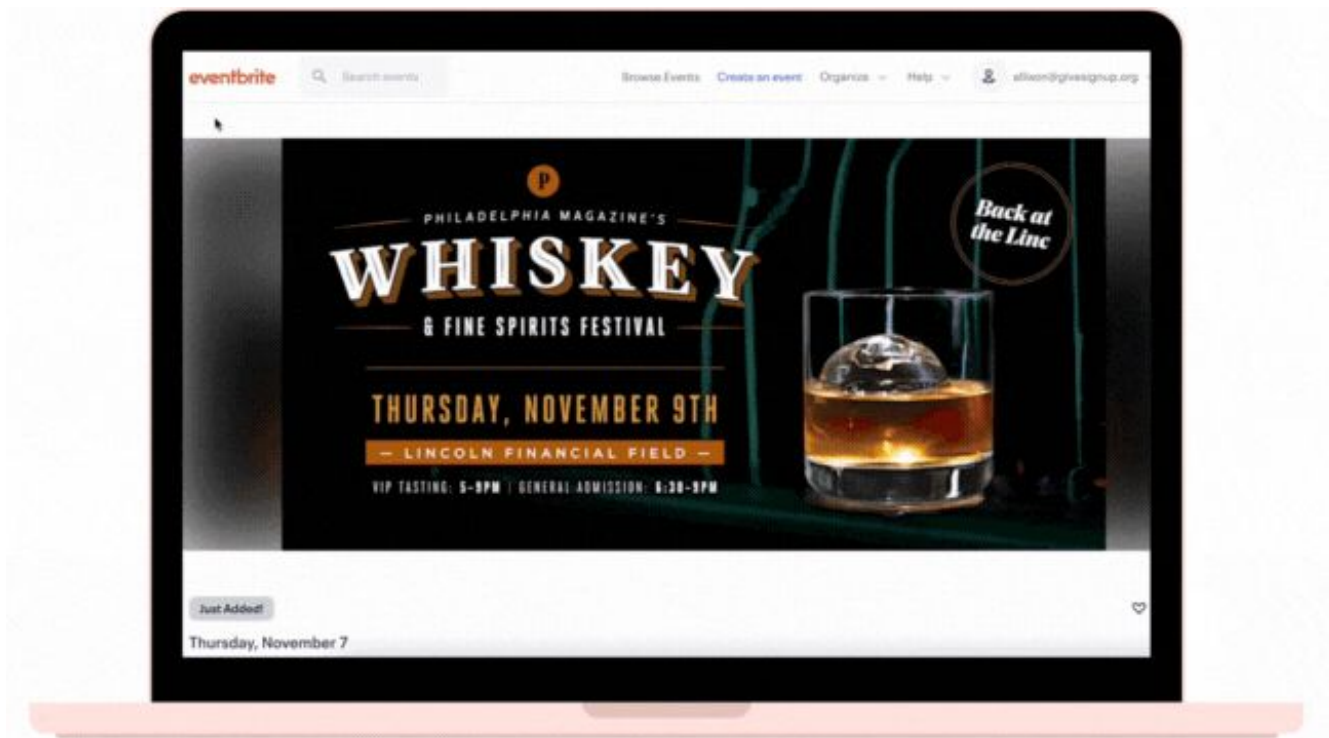 eventbrite
Search events
Browse Events Create an event Organize Help allison@givesignup.org
P
PHILADELPHIA MAGAZINE'S
WHISKEY
& FINE SPIRITS FESTIVAL
Back at
the Linc
THURSDAY, NOVEMBER 9TH
— LINCOLN FINANCIAL FIELD —
VIP TASTING: 5-9PM | GENERAL ADMISSION: 6:30-9PM
Just Added!
Thursday, November 7